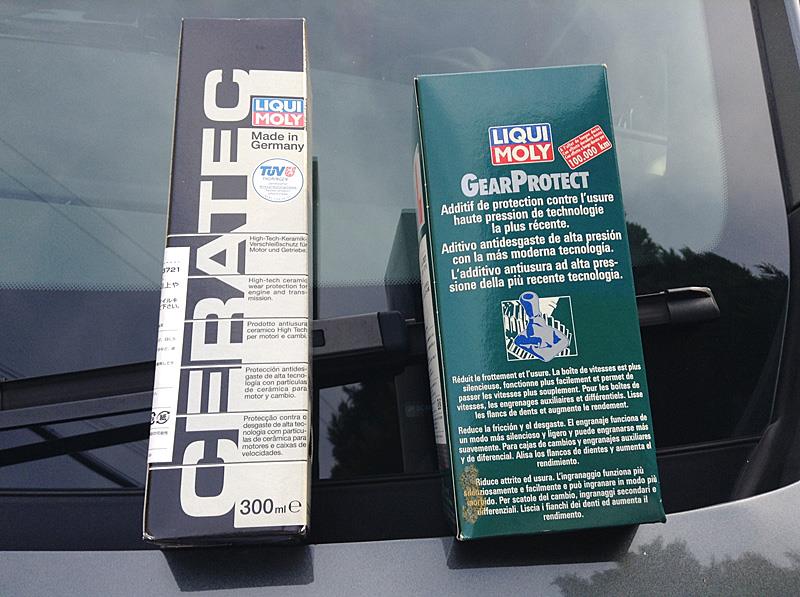 CERATEC
LIQUI
MOLY
Made in
Germany
TÜV
THÜRINGEN
High-Tech-Keramik-
Verschleißschutz für
Motor und Getriebe.
High-tech ceramic
wear protection for
engine and trans-
mission.
Prodotto antiusura
ceramico High Tech
per motori e cambi.
Protección antides-
gaste de alta tecno-
logía con partículas
de cerámica para
motor y cambio.
Protecção contra o
desgaste de alta tec-
nologia com partícu-
las de cerâmica para
motores e caixas de
velocidades.
300 ml e
3721
LIQUI
MOLY
100.000 km
GEARPROTECT
Additif de protection contre l'usure
haute pression de technologie
la plus récente.
Aditivo antidesgaste de alta presión
con la más moderna tecnología.
L'additivo antiusura ad alta pres-
sione della più recente tecnologia.
Réduit le frottement et l'usure. La boîte de vitesses est plus
silencieuse, fonctionne plus facilement et permet de
passer les vitesses plus souplement. Pour les boîtes de
vitesses, les engrenages auxiliaires et différentiels. Lisse
les flancs de dents et augmente le rendement.
Reduce la fricción y el desgaste. El engranaje funciona de
un modo más silencioso y ligero y puede engranarse más
suavemente. Para cajas de cambios y engranajes auxiliares
y de diferencial. Alisa los flancos de dientes y aumenta el
rendimiento.
Riduce attrito ed usura. L'ingranaggio funziona più
silenziosamente e facilmente e può ingranare in modo più
morbido. Per scatole del cambio, ingranaggi secondari e
differenziali. Liscia i fianchi dei denti ed aumenta il
rendimento.